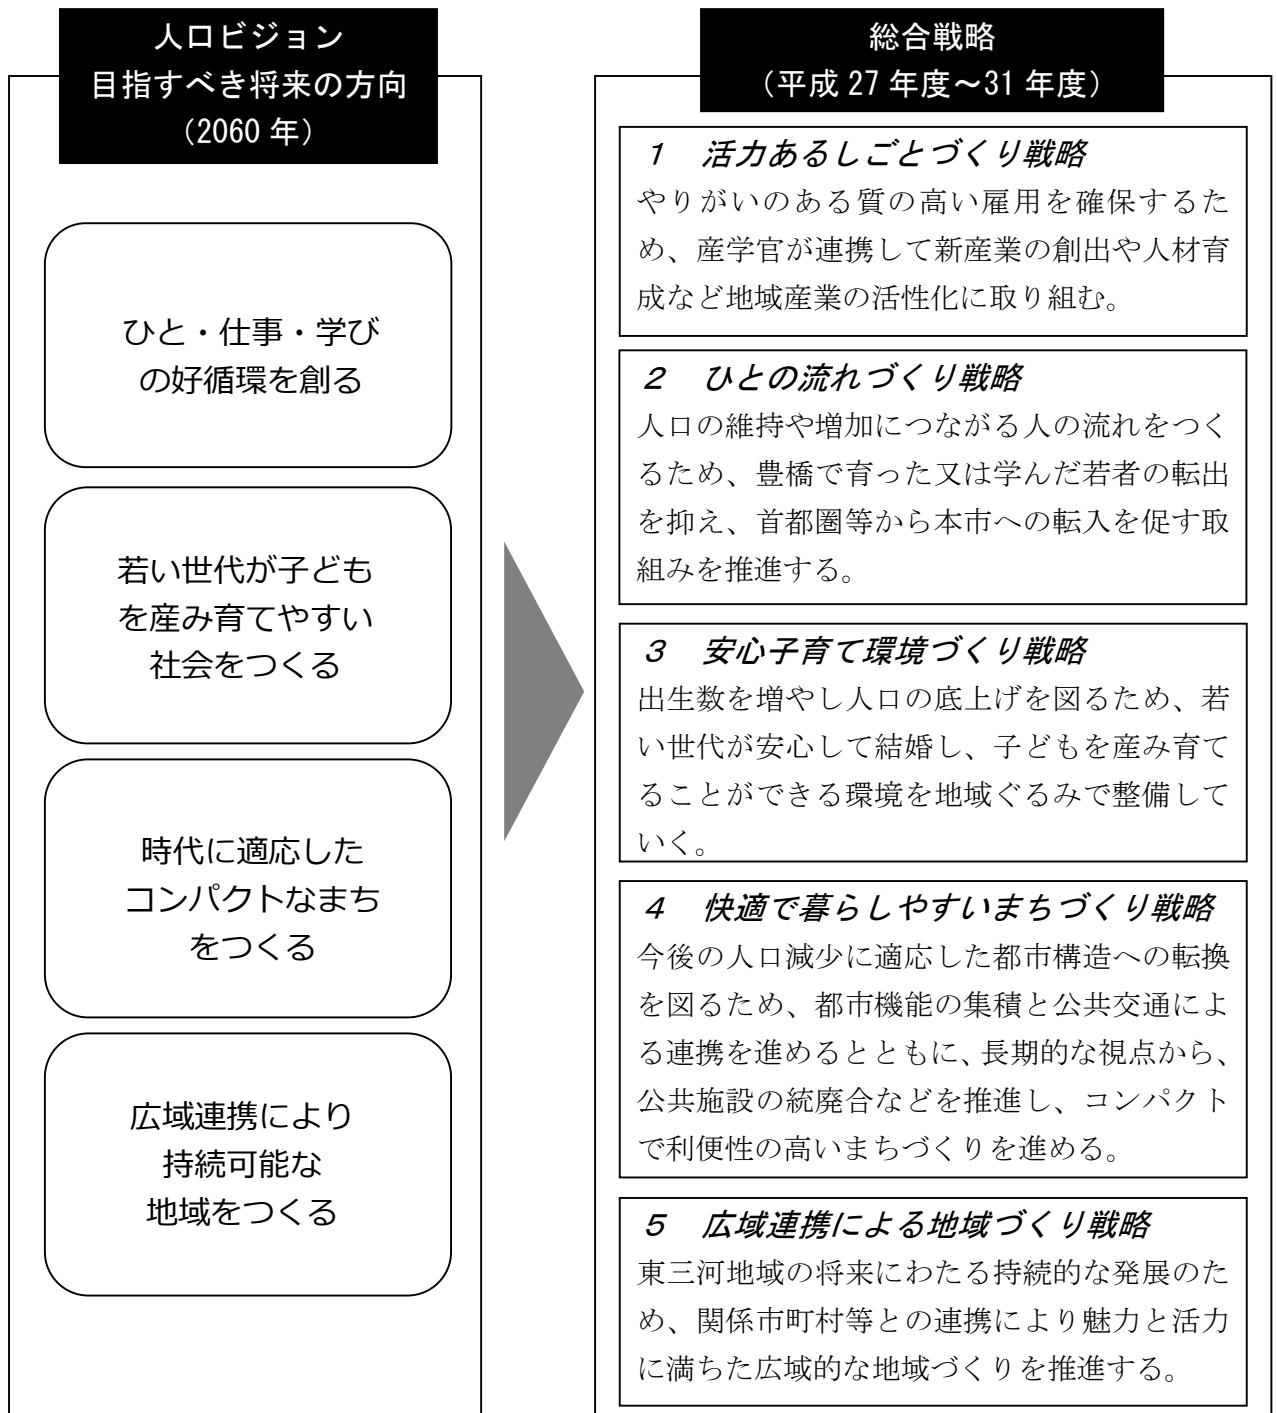 人口ビジョン
目指すべき将来の方向
（2060 年）
ひと・仕事・学び
の好循環を創る
若い世代が子ども
を産み育てやすい
社会をつくる
時代に適応した
コンパクトなまち
をつくる
広域連携により
持続可能な
地域をつくる
総合戦略
（平成 27 年度～31 年度）
１　活力あるしごとづくり戦略
やりがいのある質の高い雇用を確保するた
め、産学官が連携して新産業の創出や人材育
成など地域産業の活性化に取り組む。
２　ひとの流れづくり戦略
人口の維持や増加につながる人の流れをつく
るため、豊橋で育った又は学んだ若者の転出
を抑え、首都圏等から本市への転入を促す取
組みを推進する。
３　安心子育て環境づくり戦略
出生数を増やし人口の底上げを図るため、若
い世代が安心して結婚し、子どもを産み育て
ることができる環境を地域ぐるみで整備して
いく。
４　快適で暮らしやすいまちづくり戦略
今後の人口減少に適応した都市構造への転換
を図るため、都市機能の集積と公共交通によ
る連携を進めるとともに、長期的な視点から、
公共施設の統廃合などを推進し、コンパクト
で利便性の高いまちづくりを進める。
５　広域連携による地域づくり戦略
東三河地域の将来にわたる持続的な発展のた
め、関係市町村等との連携により魅力と活力
に満ちた広域的な地域づくりを推進する。